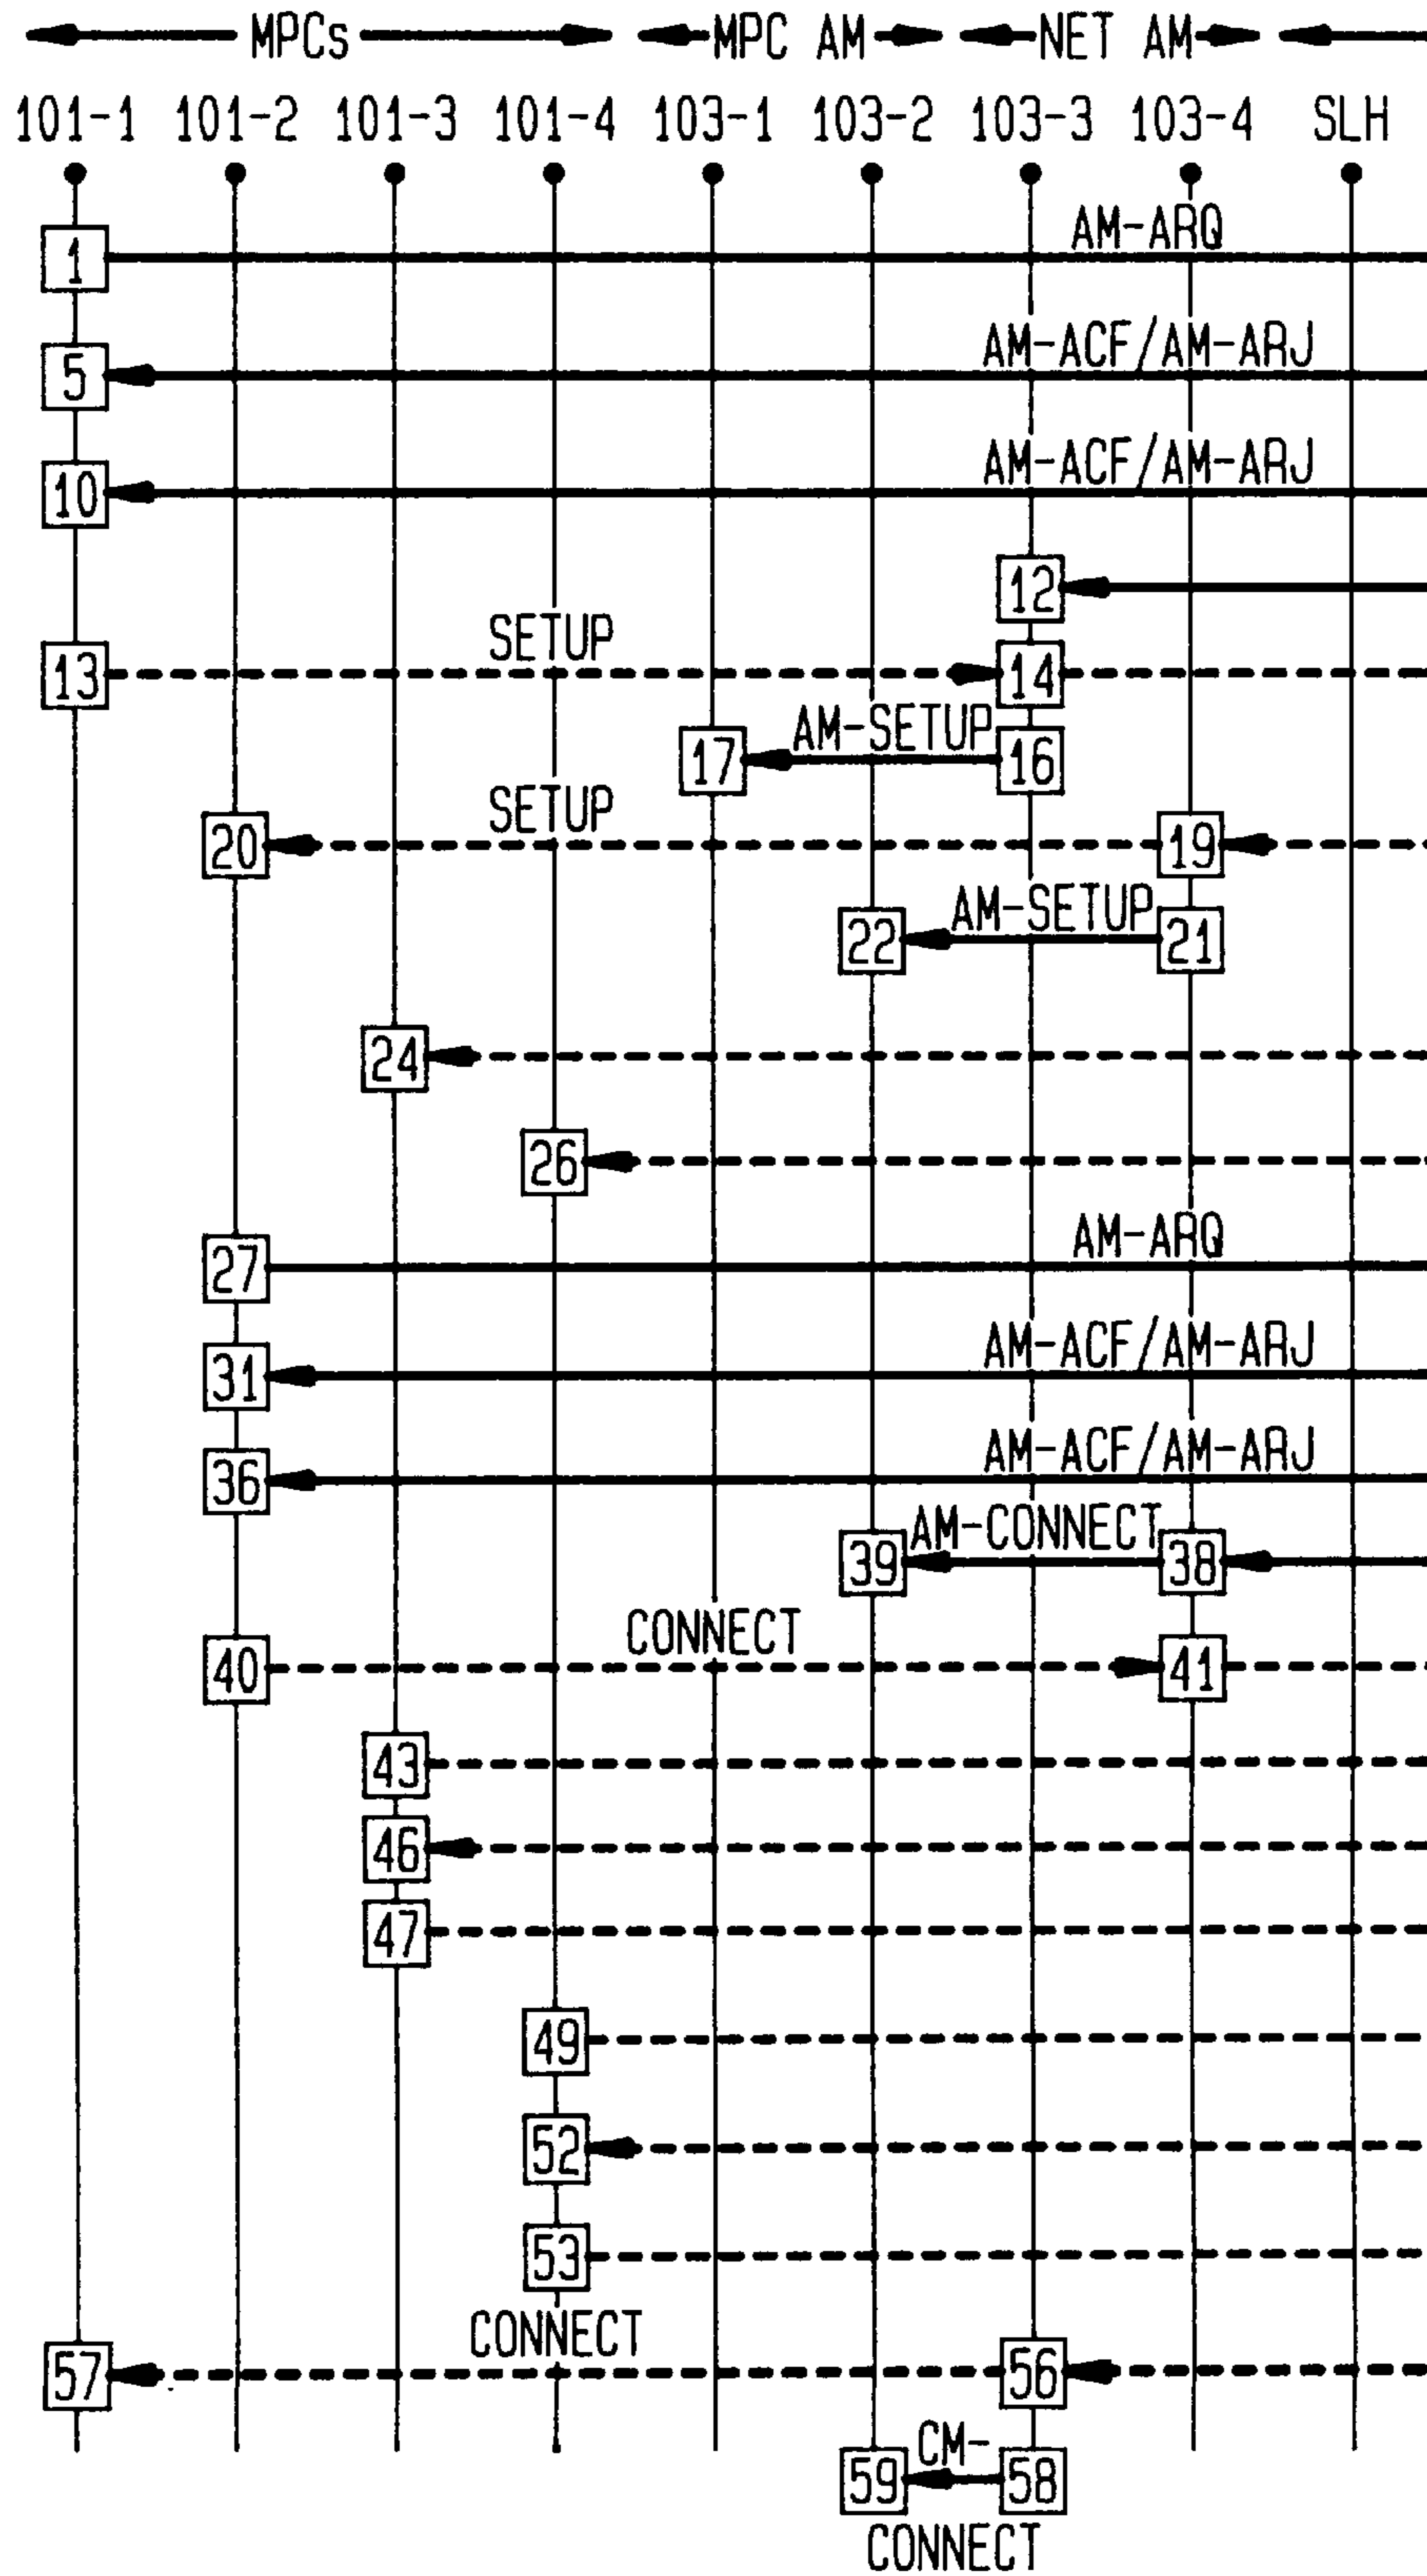 MPCs MPC AM NET AM
101-1 101-2 101-3 101-4 103-1 103-2 103-3 103-4 SLH
AM-ARQ
1
AM-ACF/AM-ARJ
5
AM-ACF/AM-ARJ
10
12
SETUP
13 14
AM-SETUP
17 16
SETUP
20 19
AM-SETUP
22 21
24
26
AM-ARQ
27
AM-ACF/AM-ARJ
31
AM-ACF/AM-ARJ
36
AM-CONNECT
39 38
CONNECT
40 41
43
46
47
49
52
53
CONNECT
57 56
CM-
59 58
CONNECT